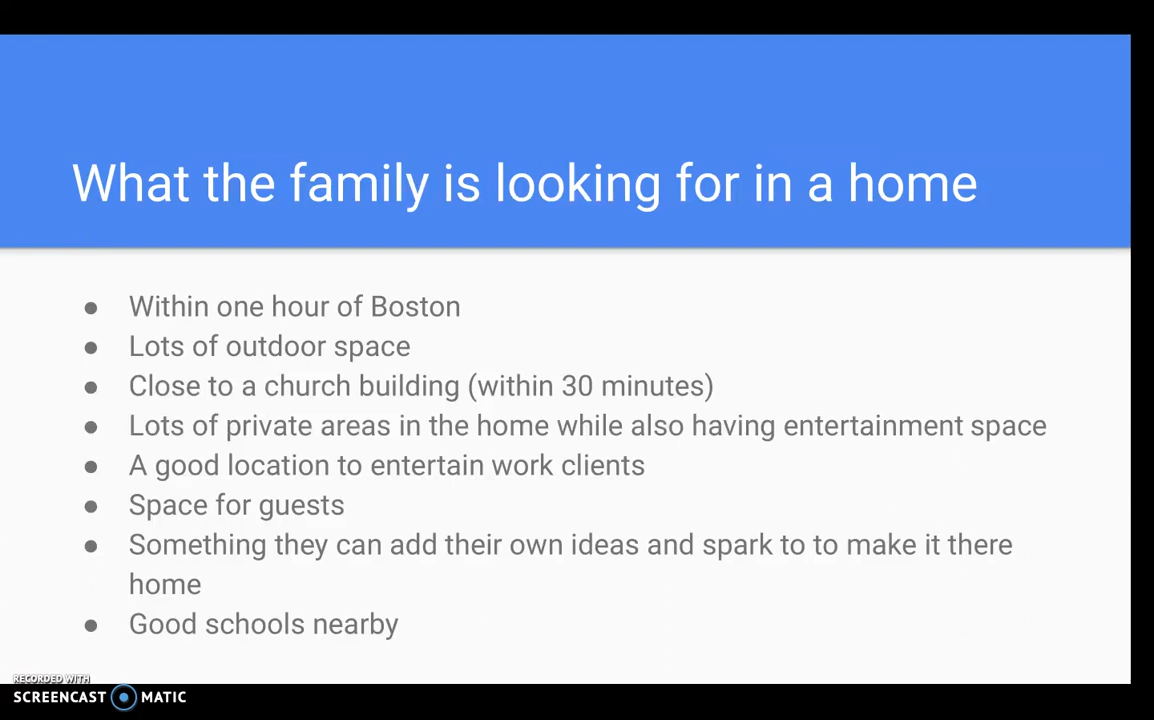 What the family is looking for in a home
● Within one hour of Boston
● Lots of outdoor space
● Close to a church building (within 30 minutes)
● Lots of private areas in the home while also having entertainment space
● A good location to entertain work clients
● Space for guests
● Something they can add their own ideas and spark to to make it there
home
● Good schools nearby
RECORDED WITH
SCREENCAST MATIC